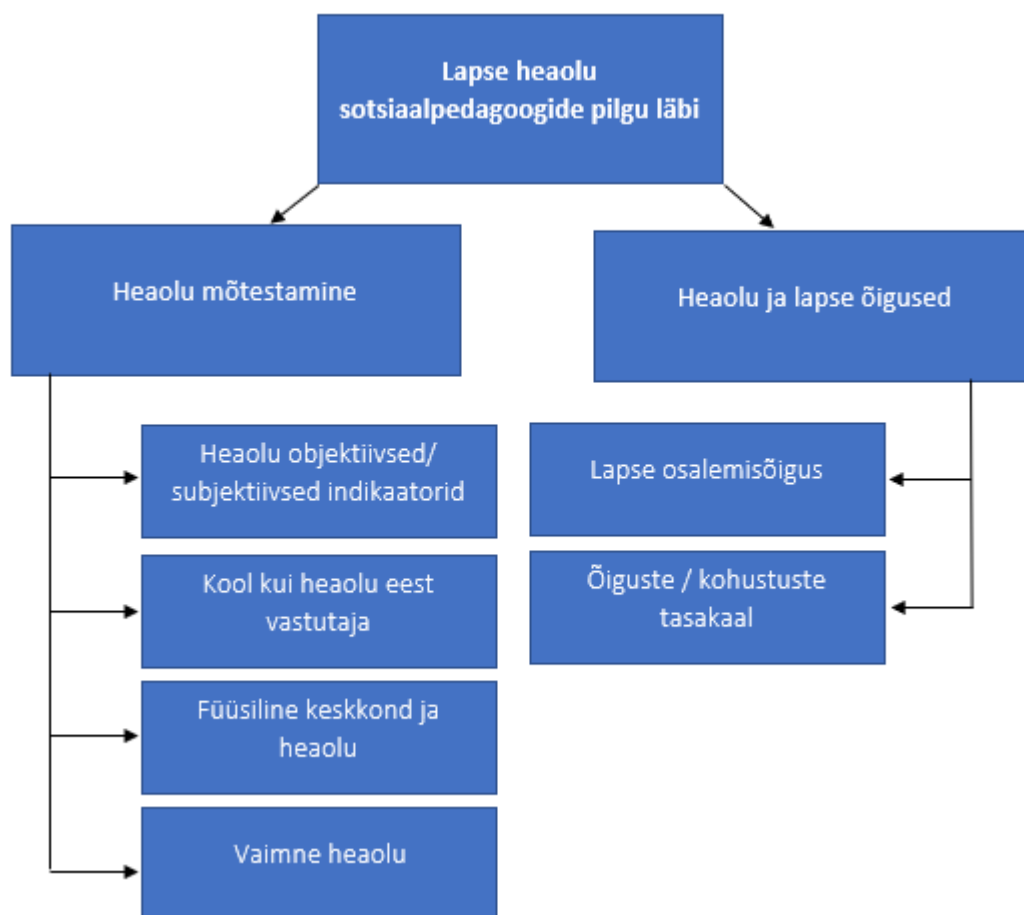 Lapse heaolu
sotsiaalpedagoogide pilgu läbi
Heaolu mõtestamine
Heaolu ja lapse õigused
Heaolu objektiivsed/
subjektiivsed indikaatorid
Kool kui heaolu eest
vastutaja
Füüsiline keskkond ja
heaolu
Vaimne heaolu
Lapse osalemisõigus
Õiguste / kohustuste
tasakaal